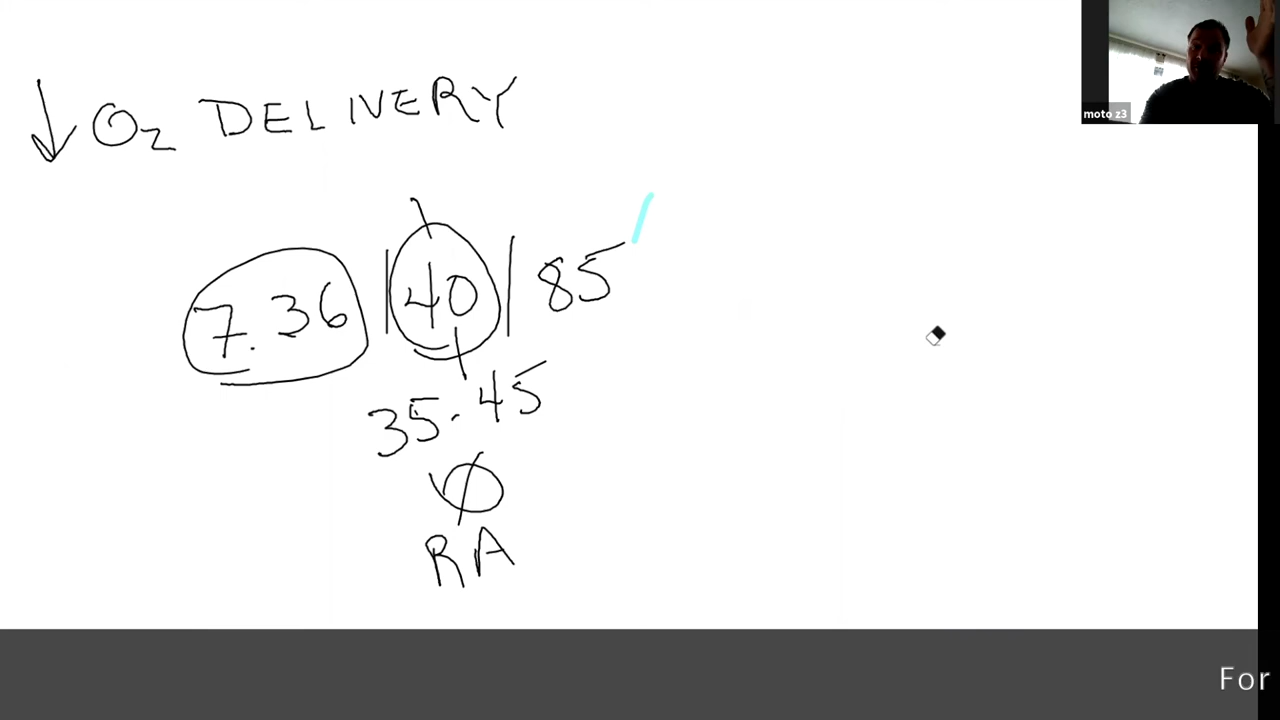 ↓ O2 DELIVERY
moto z3
7.36 | 40 | 85
35-45
Ø
RA
For